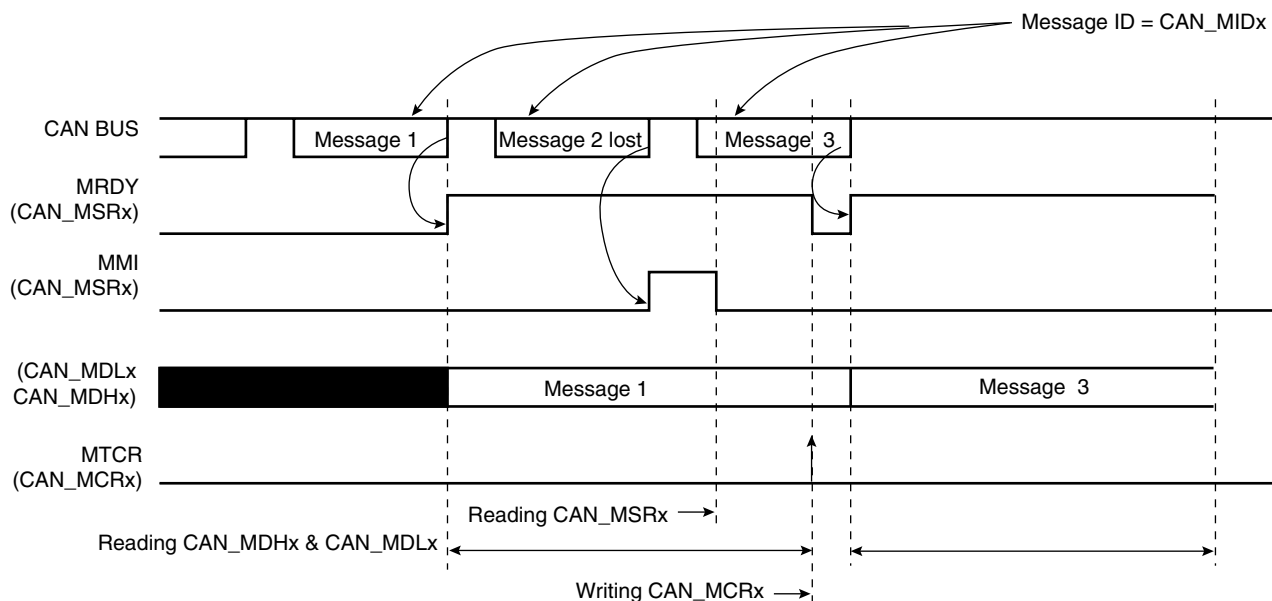 Message ID = CAN_MIDx
CAN BUS
Message 1
Message 2 lost
Message 3
MRDY
(CAN_MSRx)
MMI
(CAN_MSRx)
(CAN_MDLx
CAN_MDHx)
Message 1
Message 3
MTCR
(CAN_MCRx)
Reading CAN_MSRx
Reading CAN_MDHx & CAN_MDLx
Writing CAN_MCRx